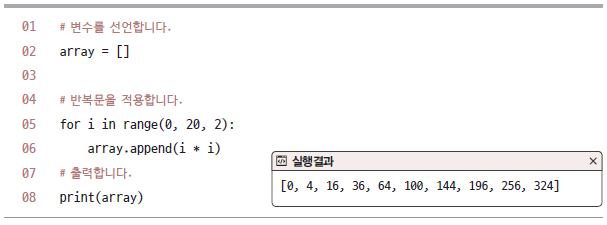 01 # 변수를 선언합니다.
02 array = []
03
04 # 반복문을 적용합니다.
05 for i in range(0, 20, 2):
06     array.append(i * i)
07 # 출력합니다.
08 print(array)
실행결과 ×
[0, 4, 16, 36, 64, 100, 144, 196, 256, 324]